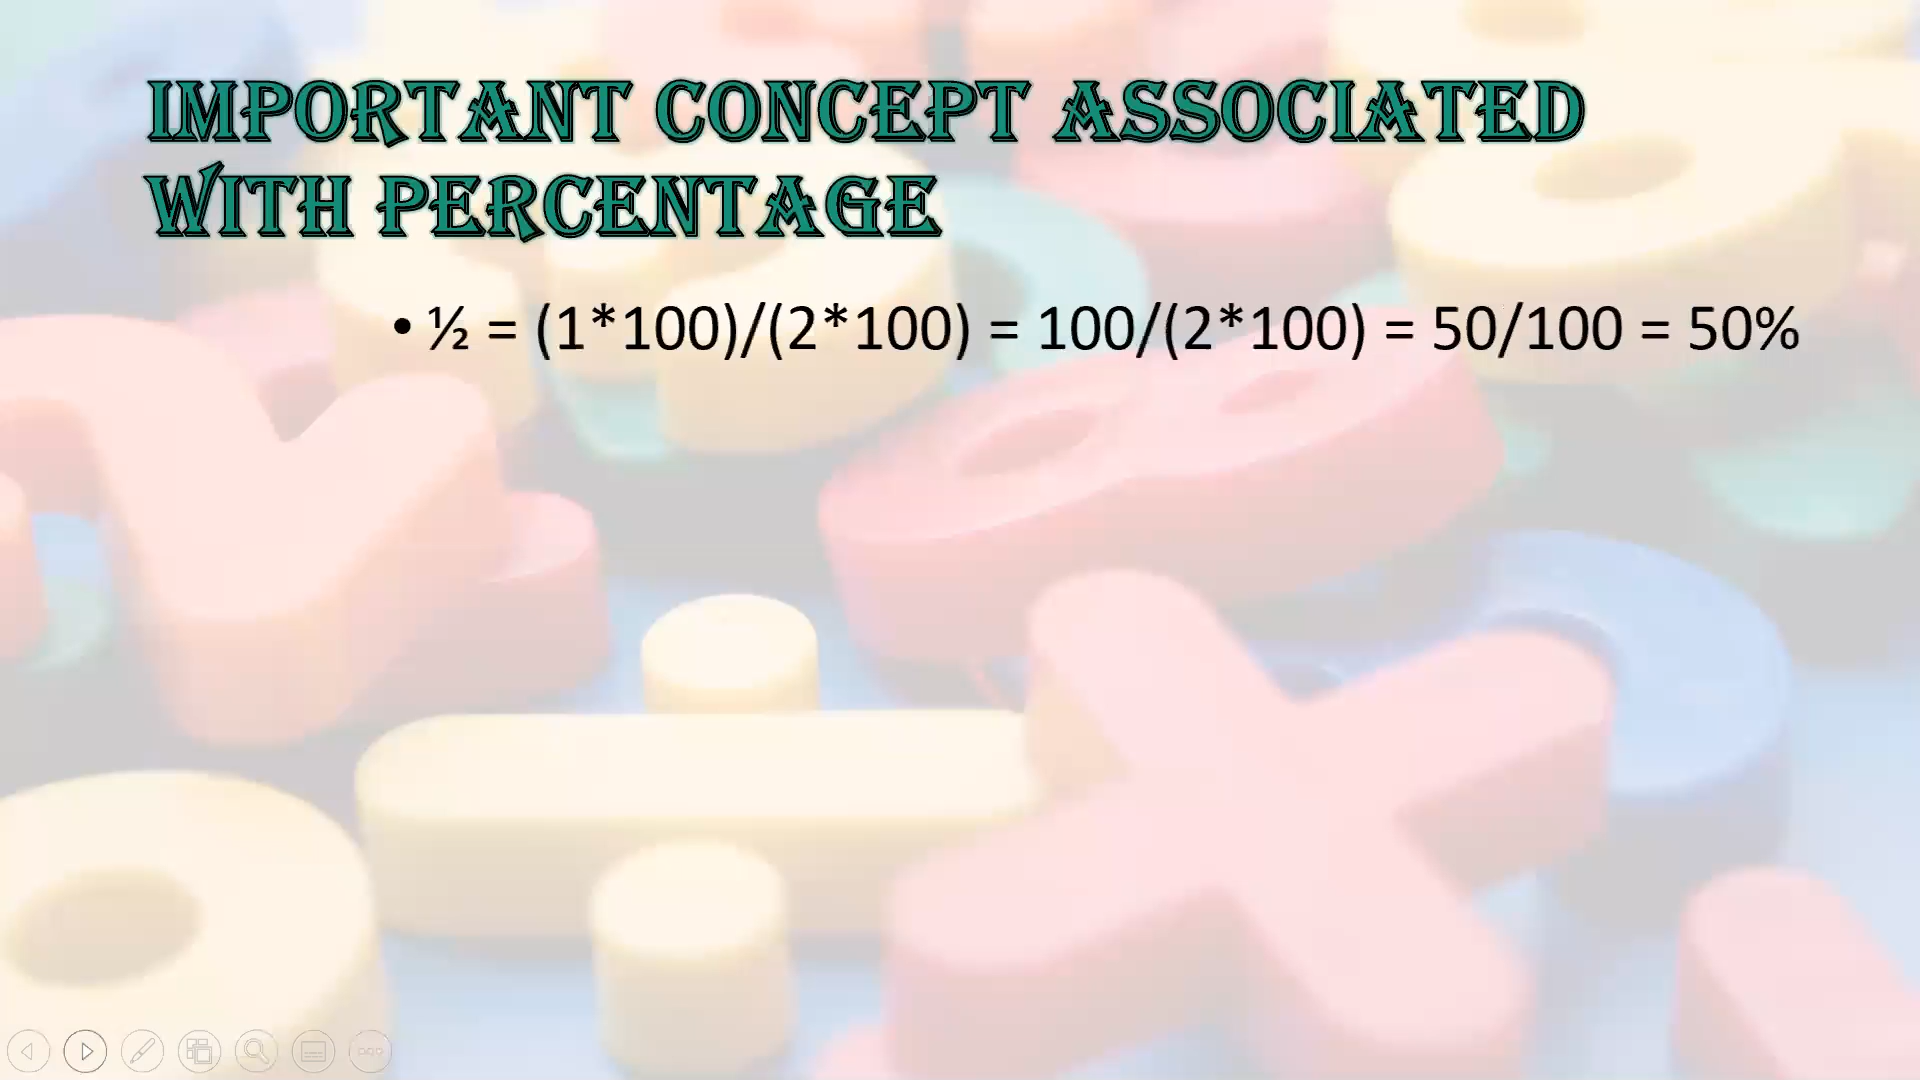 IMPORTANT CONCEPT ASSOCIATED
WITH PERCENTAGE
• ½ = (1*100)/(2*100) = 100/(2*100) = 50/100 = 50%